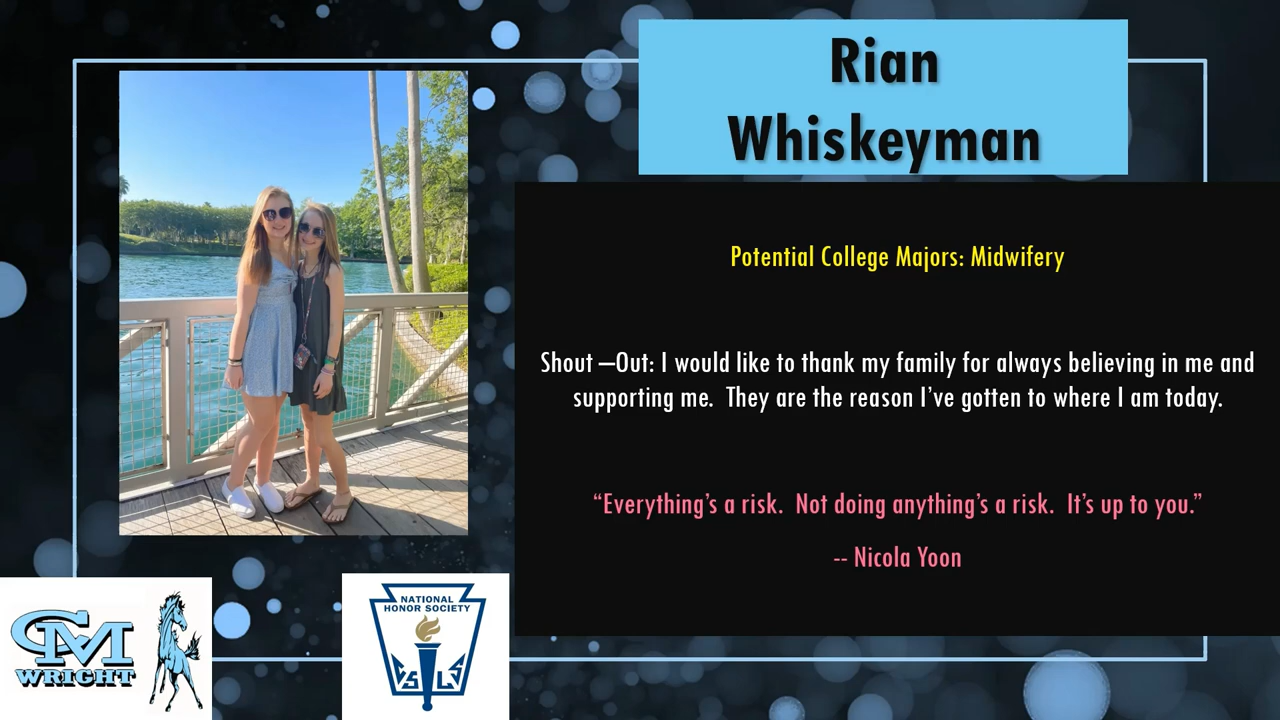 Rian
Whiskeyman
Potential College Majors: Midwifery
Shout –Out: I would like to thank my family for always believing in me and
supporting me.  They are the reason I’ve gotten to where I am today.
“Everything’s a risk.  Not doing anything’s a risk.  It’s up to you.”
-- Nicola Yoon
CM
WRIGHT
NATIONAL
HONOR SOCIETY
C S L S